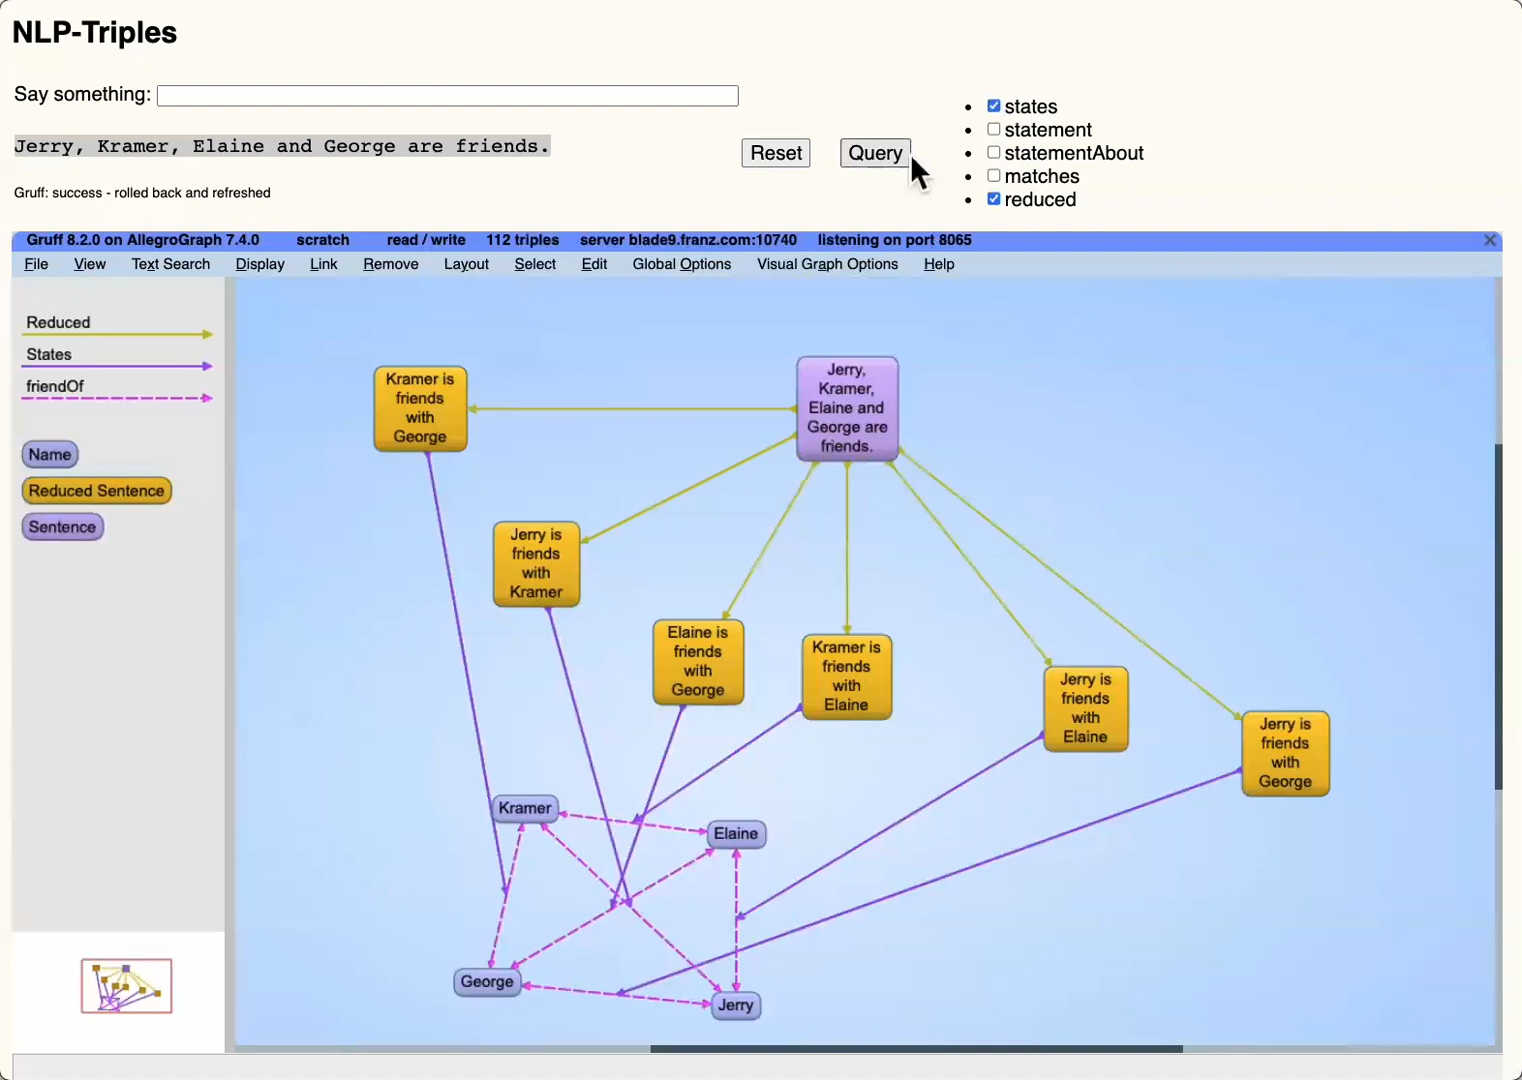 NLP-Triples
Say something:
Jerry, Kramer, Elaine and George are friends.
Reset
Query
states
statement
statementAbout
matches
reduced
Gruff: success - rolled back and refreshed
Gruff 8.2.0 on AllegroGraph 7.4.0 scratch read / write 112 triples server blade9.franz.com:10740 listening on port 8065
File View Text Search Display Link Remove Layout Select Edit Global Options Visual Graph Options Help
Reduced
States
friendOf
Name
Reduced Sentence
Sentence
Kramer is
friends
with
George
Jerry,
Kramer,
Elaine and
George are
friends.
Jerry is
friends
with
Kramer
Elaine is
friends
with
George
Kramer is
friends
with
Elaine
Jerry is
friends
with
Elaine
Jerry is
friends
with
George
Kramer
Elaine
George
Jerry